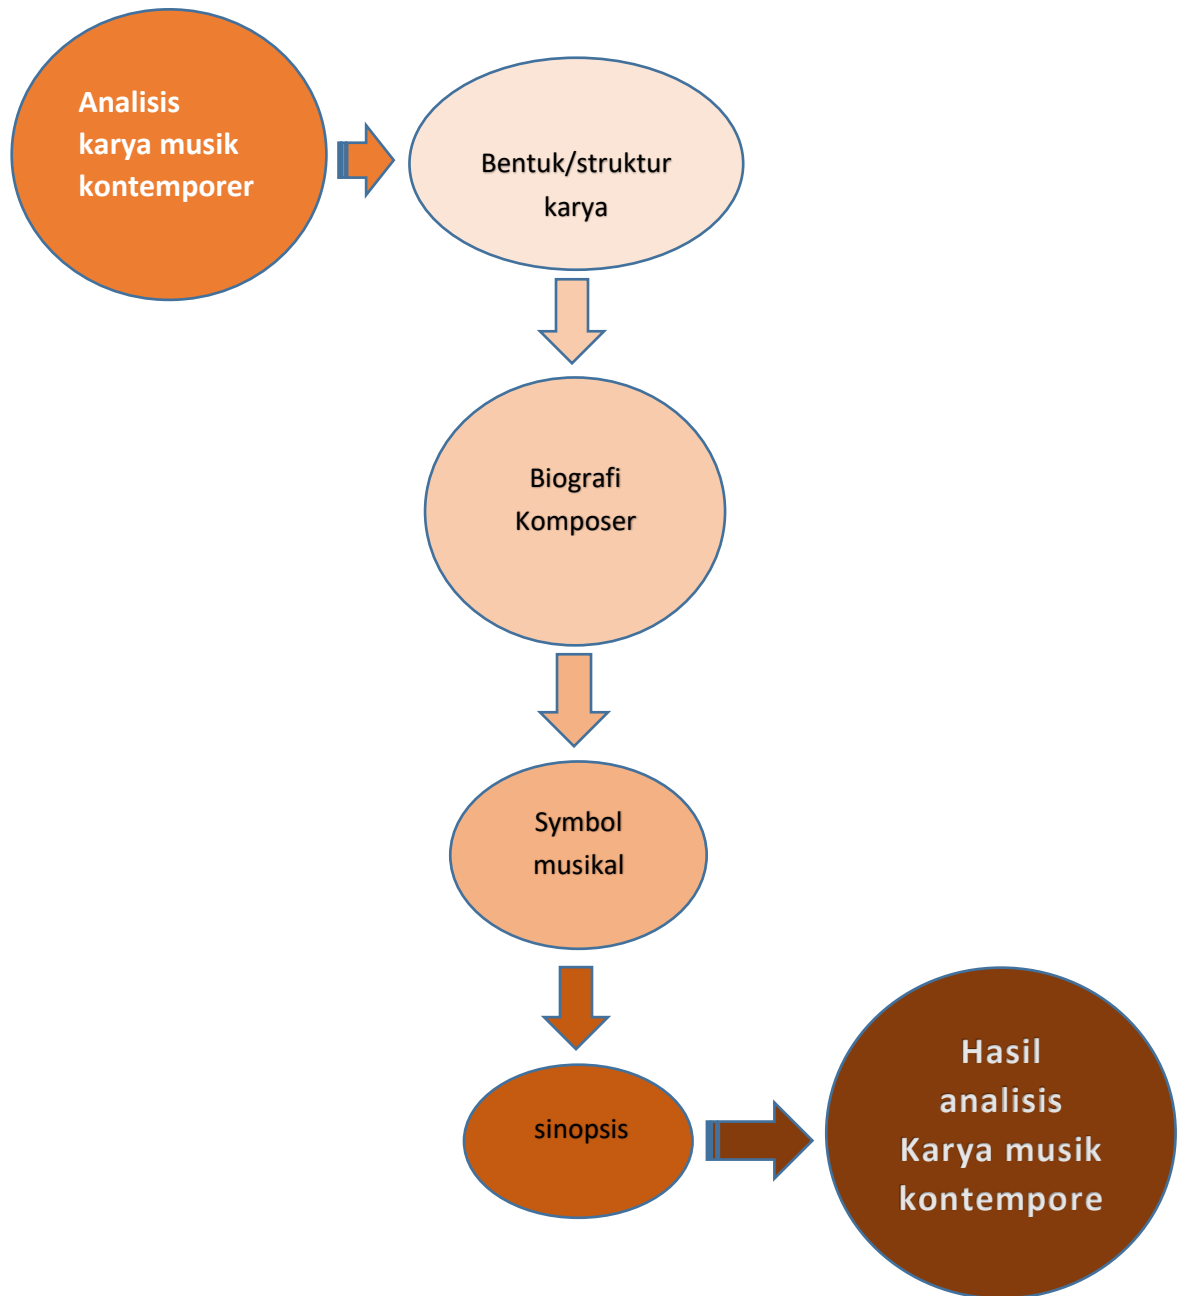 Analisis
karya musik
kontemporer
Bentuk/struktur
karya
Biografi
Komposer
Symbol
musikal
sinopsis
Hasil
analisis
Karya musik
kontempore